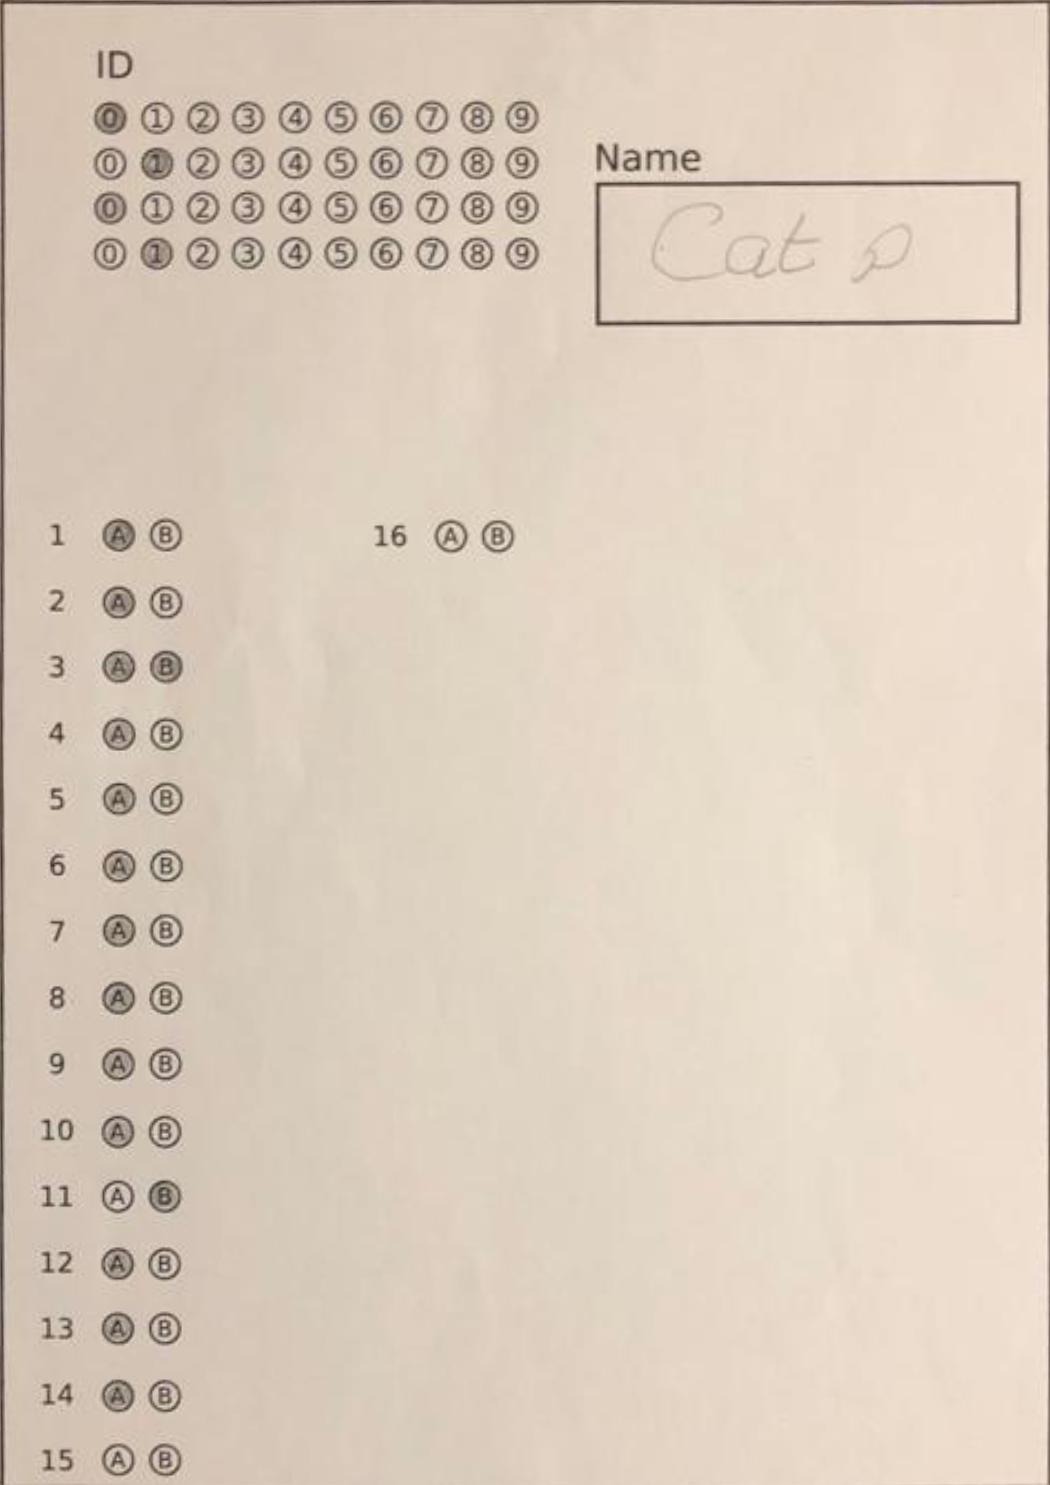 ID
0 1 2 3 4 5 6 7 8 9
0 1 2 3 4 5 6 7 8 9
0 1 2 3 4 5 6 7 8 9
0 1 2 3 4 5 6 7 8 9
Name
Cat
1 A B
2 A B
3 A B
4 A B
5 A B
6 A B
7 A B
8 A B
9 A B
10 A B
11 A B
12 A B
13 A B
14 A B
15 A B
16 A B